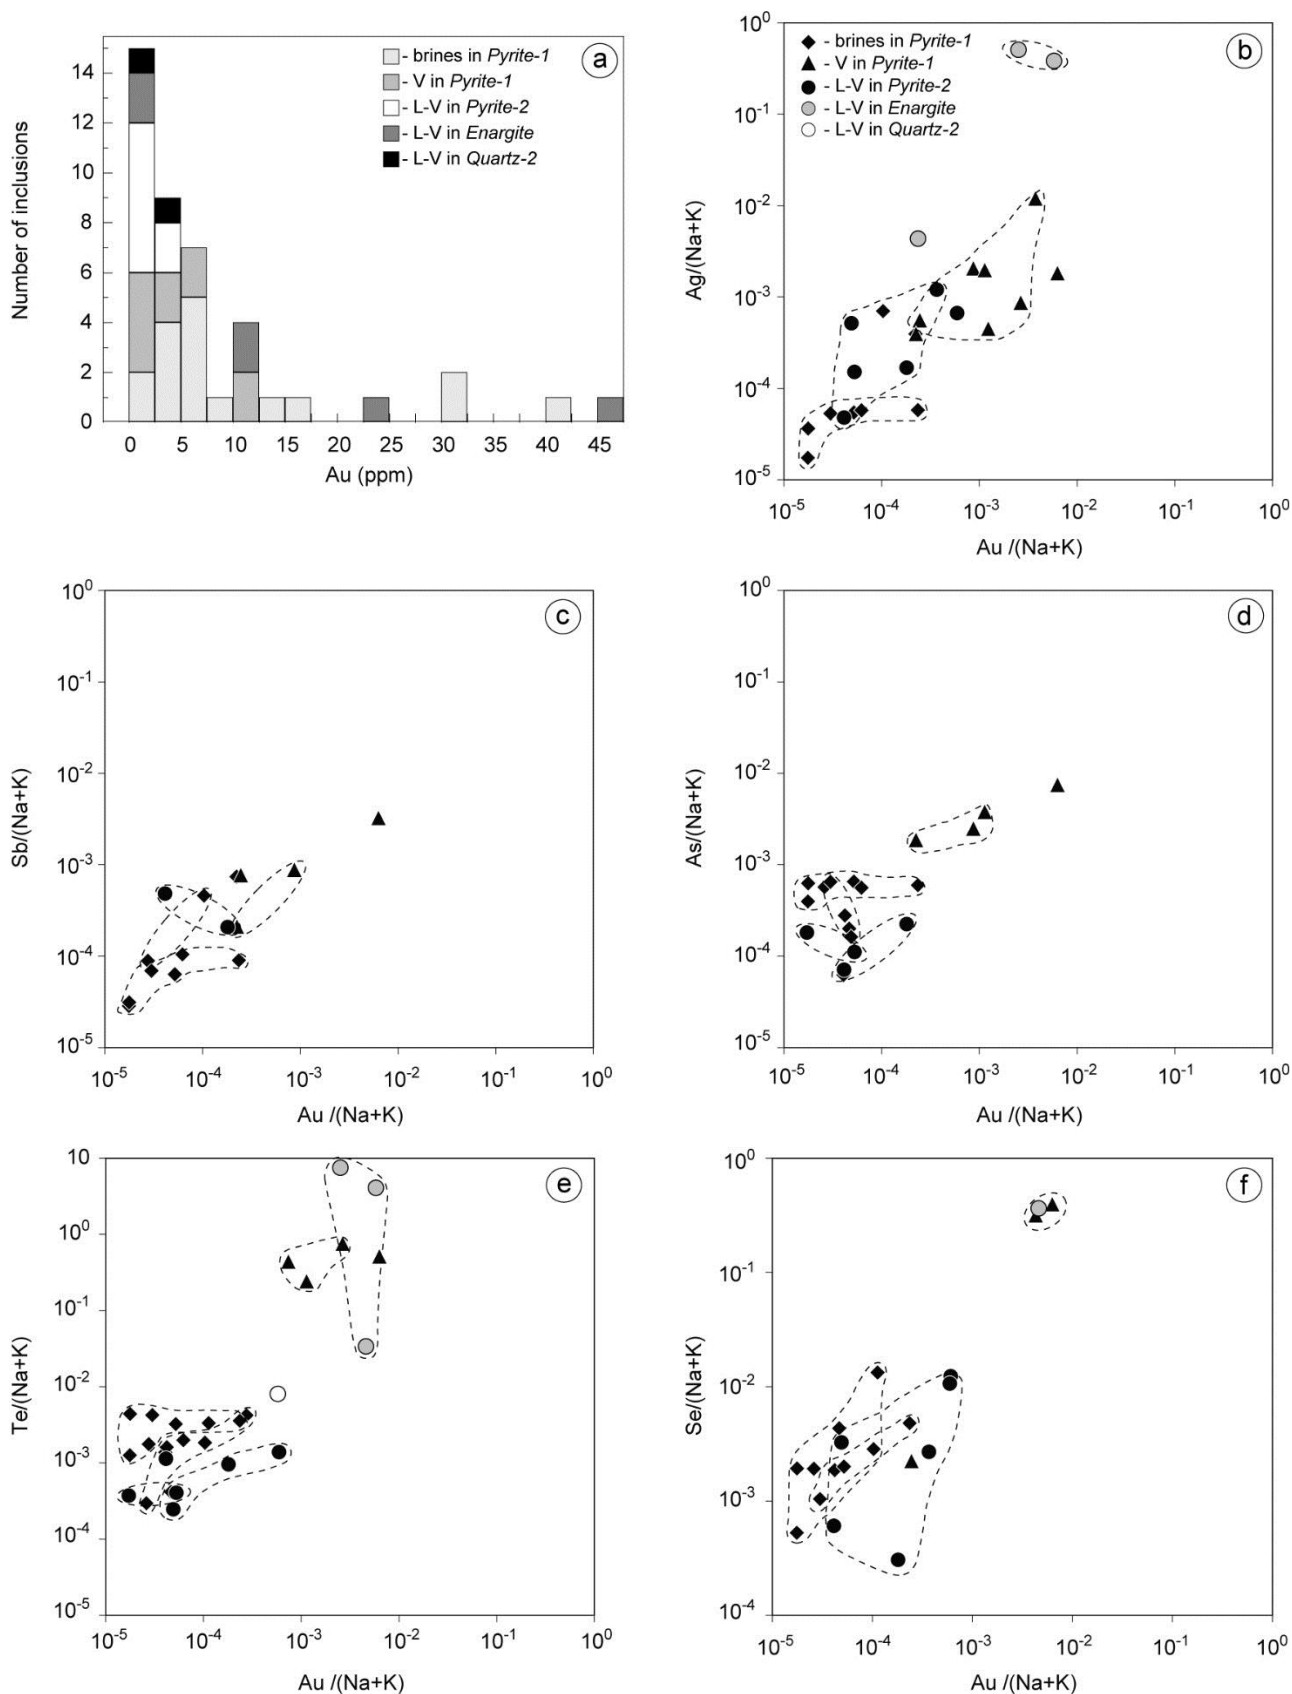 a
- brines in Pyrite-1
- V in Pyrite-1
- L-V in Pyrite-2
- L-V in Enargite
- L-V in Quartz-2
Number of inclusions
14
12
10
8
6
4
2
0
0 5 10 15 20 25 30 35 40 45
Au (ppm)
b
- brines in Pyrite-1
- V in Pyrite-1
- L-V in Pyrite-2
- L-V in Enargite
- L-V in Quartz-2
Ag/(Na+K)
10⁰
10⁻¹
10⁻²
10⁻³
10⁻⁴
10⁻⁵
10⁻⁵ 10⁻⁴ 10⁻³ 10⁻² 10⁻¹ 10⁰
Au /(Na+K)
c
Sb/(Na+K)
10⁰
10⁻¹
10⁻²
10⁻³
10⁻⁴
10⁻⁵
10⁻⁵ 10⁻⁴ 10⁻³ 10⁻² 10⁻¹ 10⁰
Au /(Na+K)
d
As/(Na+K)
10⁰
10⁻¹
10⁻²
10⁻³
10⁻⁴
10⁻⁵
10⁻⁵ 10⁻⁴ 10⁻³ 10⁻² 10⁻¹ 10⁰
Au /(Na+K)
e
Te/(Na+K)
10
10⁰
10⁻¹
10⁻²
10⁻³
10⁻⁴
10⁻⁵
10⁻⁵ 10⁻⁴ 10⁻³ 10⁻² 10⁻¹ 10⁰
Au /(Na+K)
f
Se/(Na+K)
10⁰
10⁻¹
10⁻²
10⁻³
10⁻⁴
10⁻⁵ 10⁻⁴ 10⁻³ 10⁻² 10⁻¹ 10⁰
Au /(Na+K)